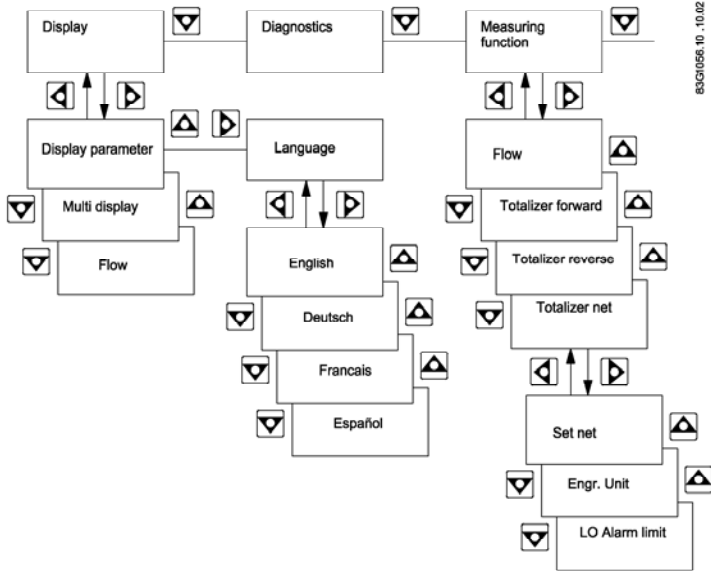 Display
Diagnostics
Measuring
function
83G1056.10 .10.02
Display parameter
Language
Flow
Multi display
Totalizer forward
Flow
English
Totalizer reverse
Deutsch
Totalizer net
Francais
Español
Set net
Engr. Unit
LO Alarm limit